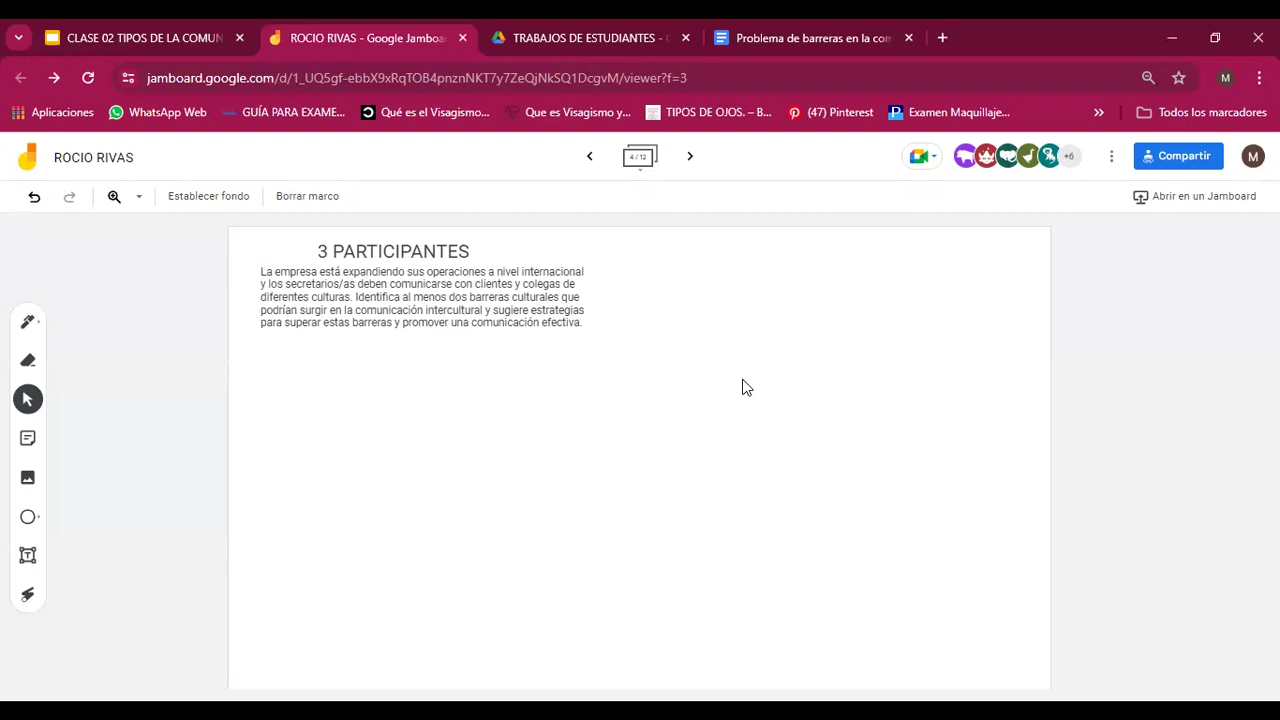 CLASE 02 TIPOS DE LA COMUN
ROCIO RIVAS - Google Jamboa
TRABAJOS DE ESTUDIANTES -
Problema de barreras en la com
jamboard.google.com/d/1_UQ5gf-ebbX9xRqTOB4pnznNKT7y7ZeQjNkSQ1DcgvM/viewer?f=3
M
Aplicaciones
WhatsApp Web
GUÍA PARA EXAME...
Qué es el Visagismo...
Que es Visagismo y...
TIPOS DE OJOS. – B...
(47) Pinterest
Examen Maquillaje...
»
Todos los marcadores
ROCIO RIVAS
4 / 12
+6
Compartir
M
Establecer fondo
Borrar marco
Abrir en un Jamboard
3 PARTICIPANTES
La empresa está expandiendo sus operaciones a nivel internacional
y los secretarios/as deben comunicarse con clientes y colegas de
diferentes culturas. Identifica al menos dos barreras culturales que
podrían surgir en la comunicación intercultural y sugiere estrategias
para superar estas barreras y promover una comunicación efectiva.